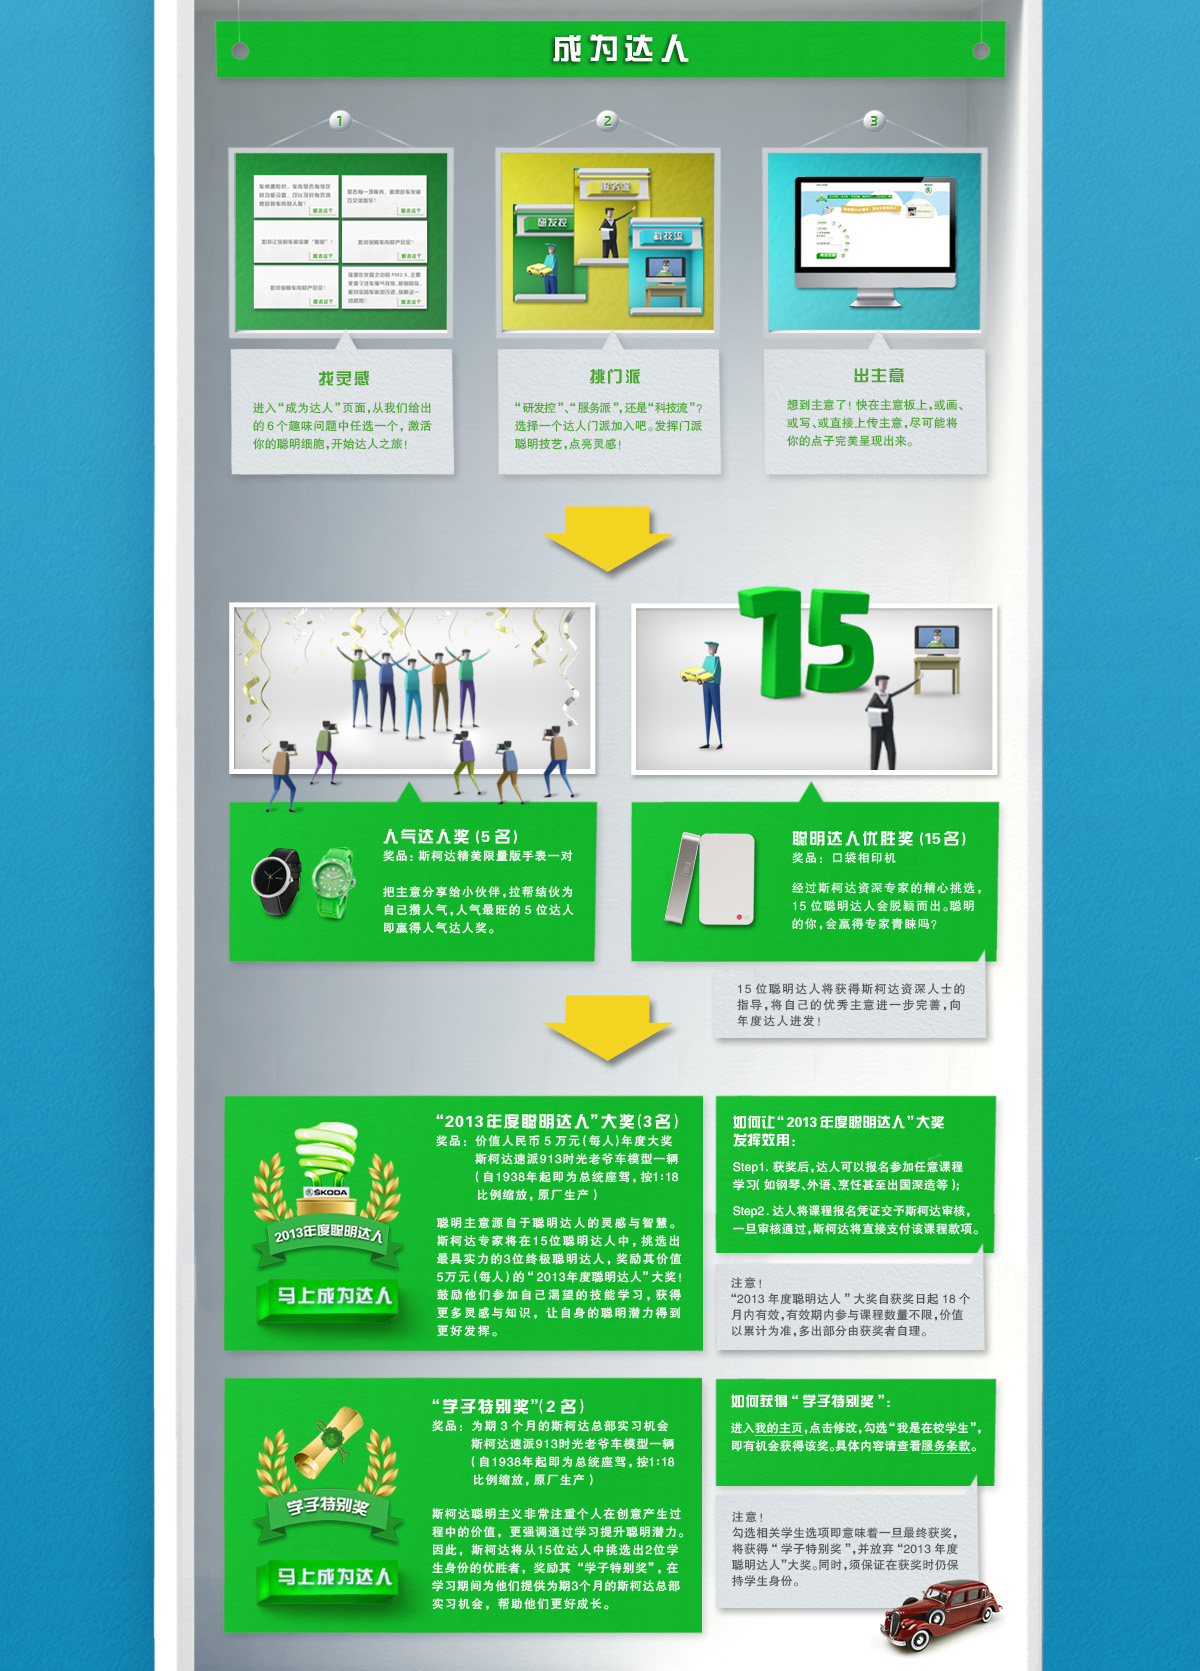 成为达人
1
2
3
服务派
研发控
科技流
找灵感
进入“成为达人”页面,从我们给出
的6个趣味问题中任选一个，激活
你的聪明细胞,开始达人之旅!
挑门派
“研发控”、“服务派”,还是“科技流”?
选择一个达人门派加入吧。发挥门派
聪明技艺,点亮灵感!
出主意
想到主意了! 快在主意板上,或画、
或写、或直接上传主意,尽可能将
你的点子完美呈现出来。
15
人气达人奖 (5名)
奖品: 斯柯达精美限量版手表一对
把主意分享给小伙伴,拉帮结伙为
自己攒人气,人气最旺的5位达人
即赢得人气达人奖。
聪明达人优胜奖 (15名)
奖品: 口袋相印机
经过斯柯达资深专家的精心挑选,
15位聪明达人会脱颖而出。聪明
的你,会赢得专家青睐吗?
15位聪明达人将获得斯柯达资深人士的
指导,将自己的优秀主意进一步完善,向
年度达人进发!
ŠKODA
2013年度聪明达人
马上成为达人
“2013年度聪明达人”大奖(3名)
奖品: 价值人民币5万元(每人)年度大奖
斯柯达速派913时光老爷车模型一辆
(自1938年起即为总统座驾,按1:18
比例缩放,原厂生产)
聪明主意源自于聪明达人的灵感与智慧。
斯柯达专家将在15位聪明达人中，挑选出
最具实力的3位终极聪明达人，奖励其价值
5万元(每人)的“2013年度聪明达人”大奖!
鼓励他们参加自己渴望的技能学习,获得
更多灵感与知识，让自身的聪明潜力得到
更好发挥。
如何让“2013年度聪明达人”大奖
发挥效用:
Step1. 获奖后,达人可以报名参加任意课程
学习(如钢琴、外语、烹饪甚至出国深造等);
Step2. 达人将课程报名凭证交予斯柯达审核,
一旦审核通过,斯柯达将直接支付该课程款项。
注意!
“2013年度聪明达人”大奖自获奖日起18个
月内有效,有效期内参与课程数量不限,价值
以累计为准,多出部分由获奖者自理。
学子特别奖
马上成为达人
“学子特别奖”(2名)
奖品: 为期3个月的斯柯达总部实习机会
斯柯达速派913时光老爷车模型一辆
(自1938年起即为总统座驾,按1:18
比例缩放,原厂生产)
斯柯达聪明主义非常注重个人在创意产生过
程中的价值，更强调通过学习提升聪明潜力。
因此，斯柯达将从15位达人中挑选出2位学
生身份的优胜者，奖励其“学子特别奖”，在
学习期间为他们提供为期3个月的斯柯达总部
实习机会，帮助他们更好成长。
如何获得“学子特别奖”:
进入我的主页,点击修改,勾选“我是在校学生”,
即有机会获得该奖。具体内容请查看服务条款。
注意!
勾选相关学生选项即意味着一旦最终获奖,
将获得“学子特别奖”,并放弃“2013年度
聪明达人”大奖。同时,须保证在获奖时仍保
持学生身份。